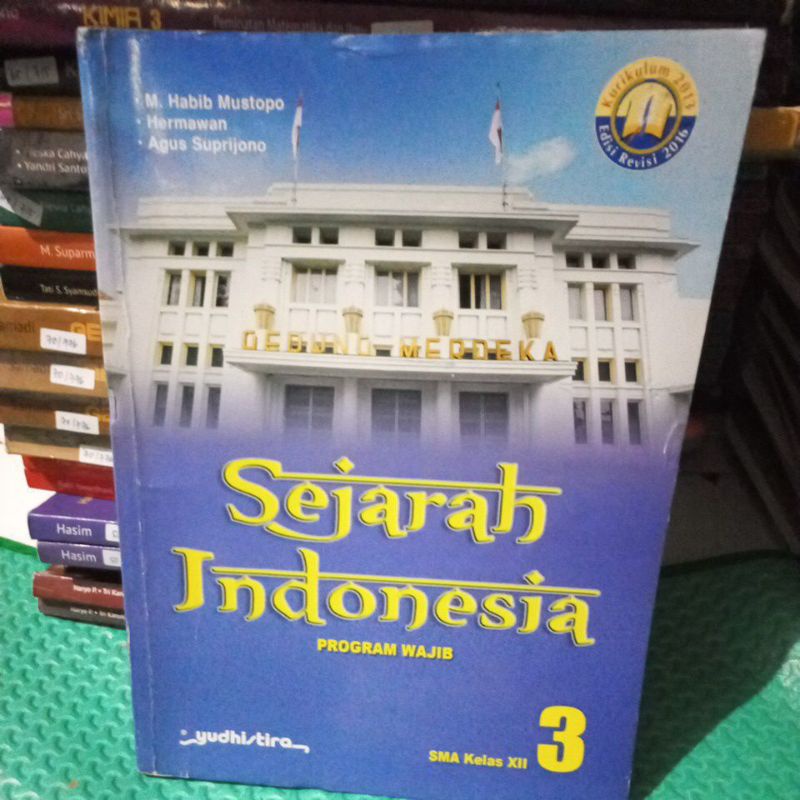 KIMIA 3
• M. Habib Mustopo
• Hermawan
• Agus Suprijono
Kurikulum 2013
Edisi Revisi 2016
GEDUNG MERDEKA
Sejarah
Indonesia
PROGRAM WAJIB
yudhistira
SMA Kelas XII
3
M. Suparm
Hasim
Hasim